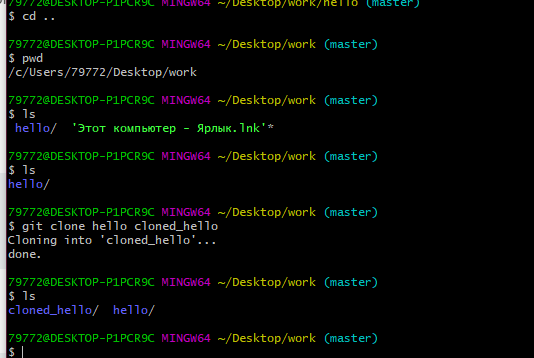 79772@DESKTOP-P1PCR9C MINGW64 ~/Desktop/work/hello (master)
$ cd ..
79772@DESKTOP-P1PCR9C MINGW64 ~/Desktop/work (master)
$ pwd
/c/Users/79772/Desktop/work
79772@DESKTOP-P1PCR9C MINGW64 ~/Desktop/work (master)
$ ls
hello/  'Этот компьютер - Ярлык.lnk'*
79772@DESKTOP-P1PCR9C MINGW64 ~/Desktop/work (master)
$ ls
hello/
79772@DESKTOP-P1PCR9C MINGW64 ~/Desktop/work (master)
$ git clone hello cloned_hello
Cloning into 'cloned_hello'...
done.
79772@DESKTOP-P1PCR9C MINGW64 ~/Desktop/work (master)
$ ls
cloned_hello/  hello/
79772@DESKTOP-P1PCR9C MINGW64 ~/Desktop/work (master)
$